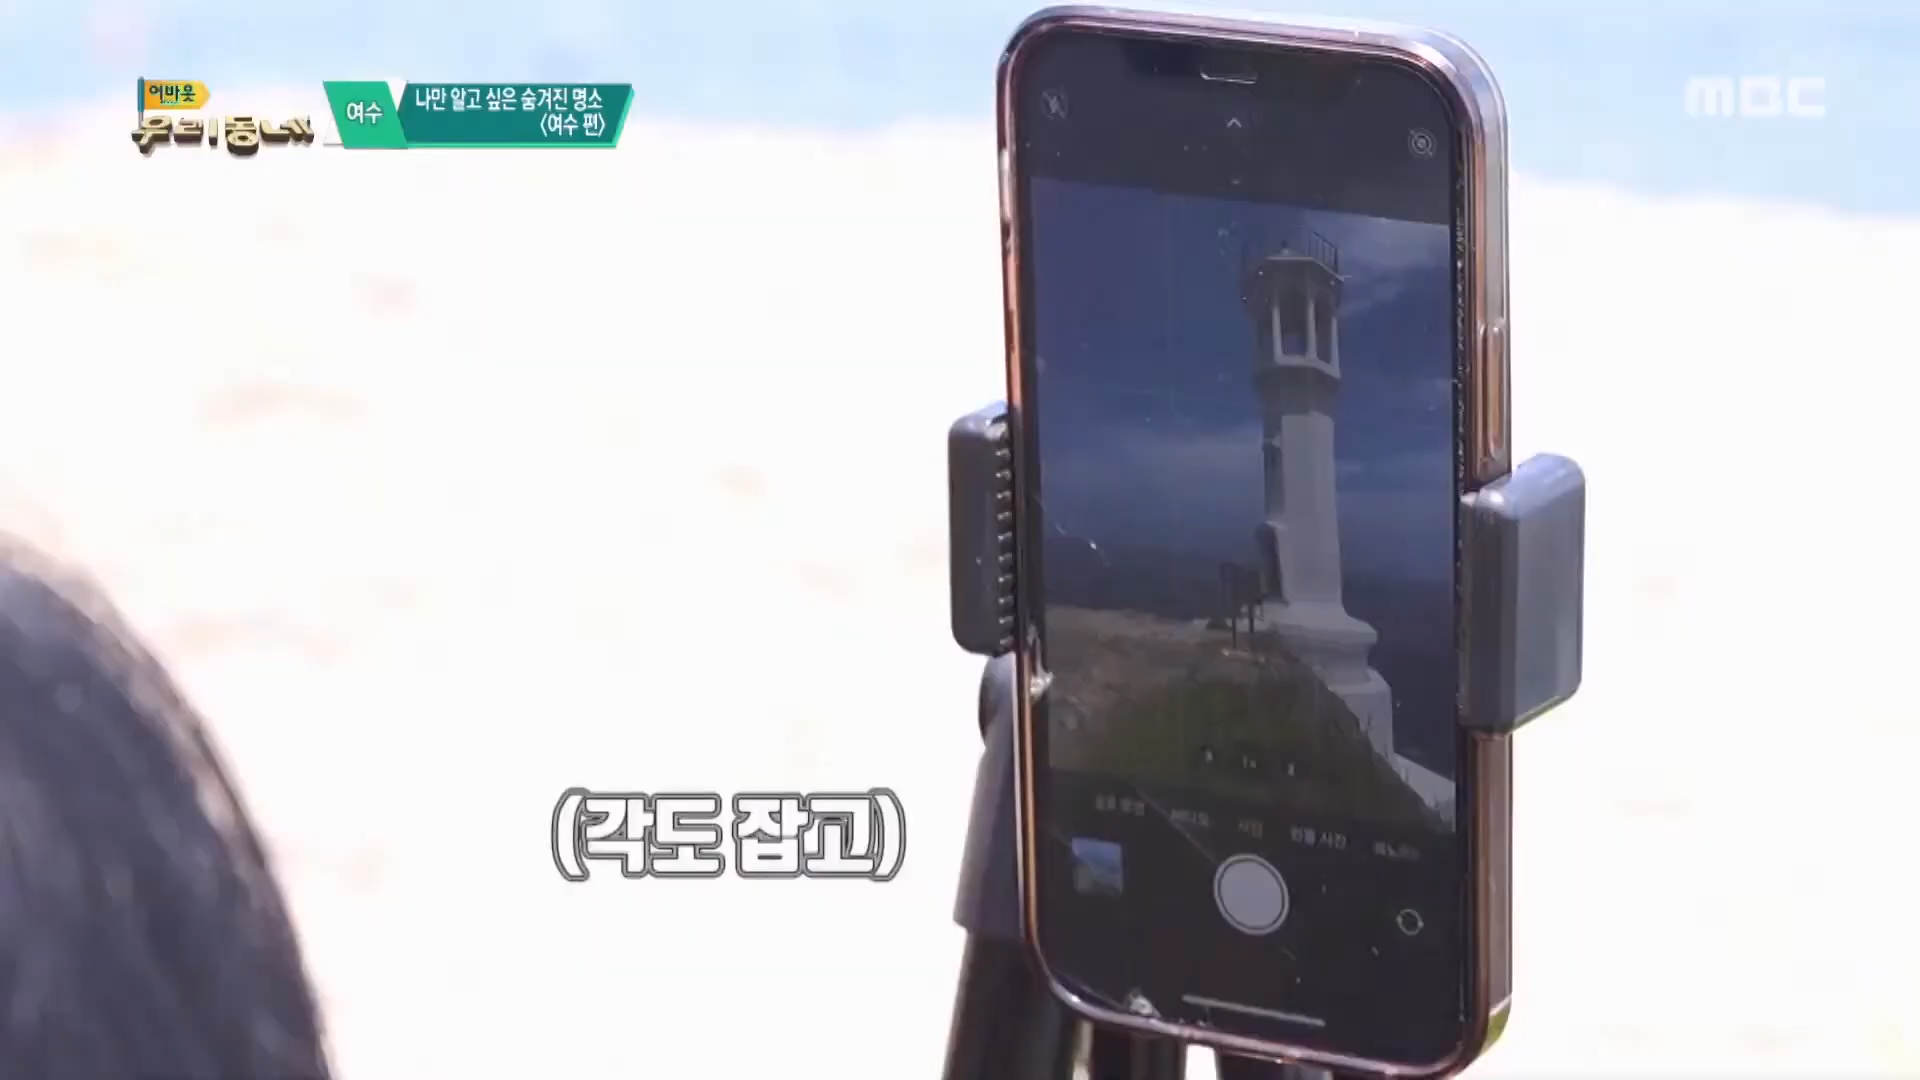 어바웃
우리동네
여수
나만 알고 싶은 숨겨진 명소
<여수 편>
MBC
(각도 잡고)